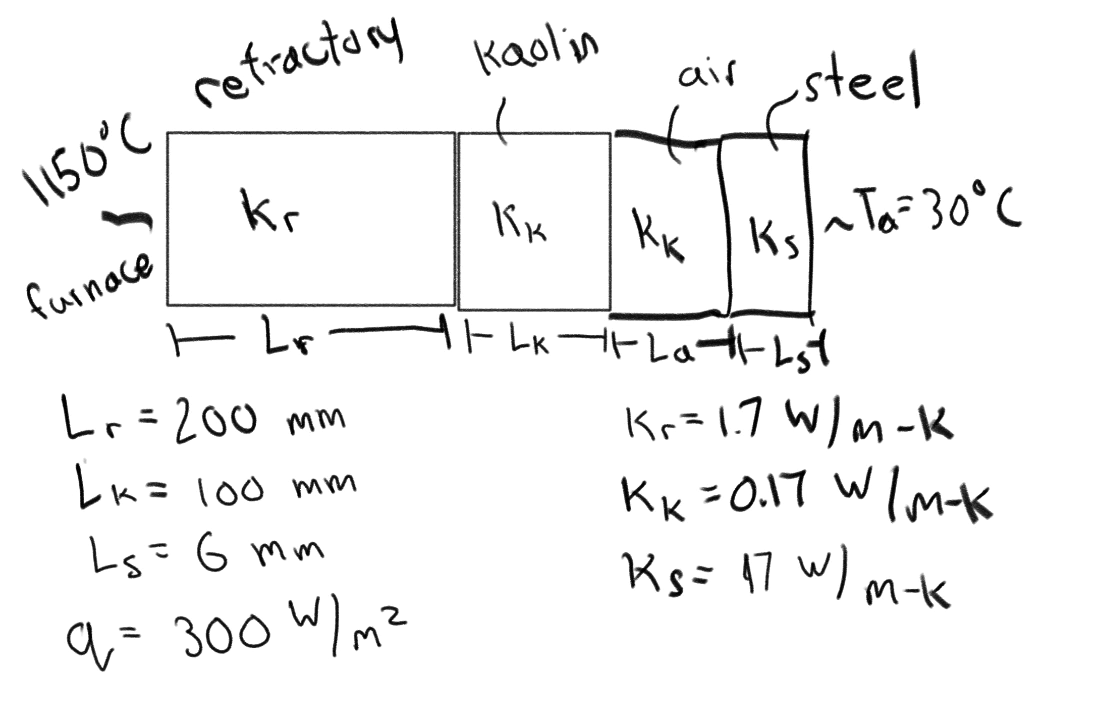 refractory
kaolin
air
steel
1150°C
furnace
Kr
Kk
Kk
Ks
~Ta=30°C
Lr
Lk
La
Ls
Lr = 200 mm
Lk = 100 mm
Ls = 6 mm
q = 300 W/m²
Kr = 1.7 W/m-K
Kk = 0.17 W/m-K
Ks = 17 W/m-K